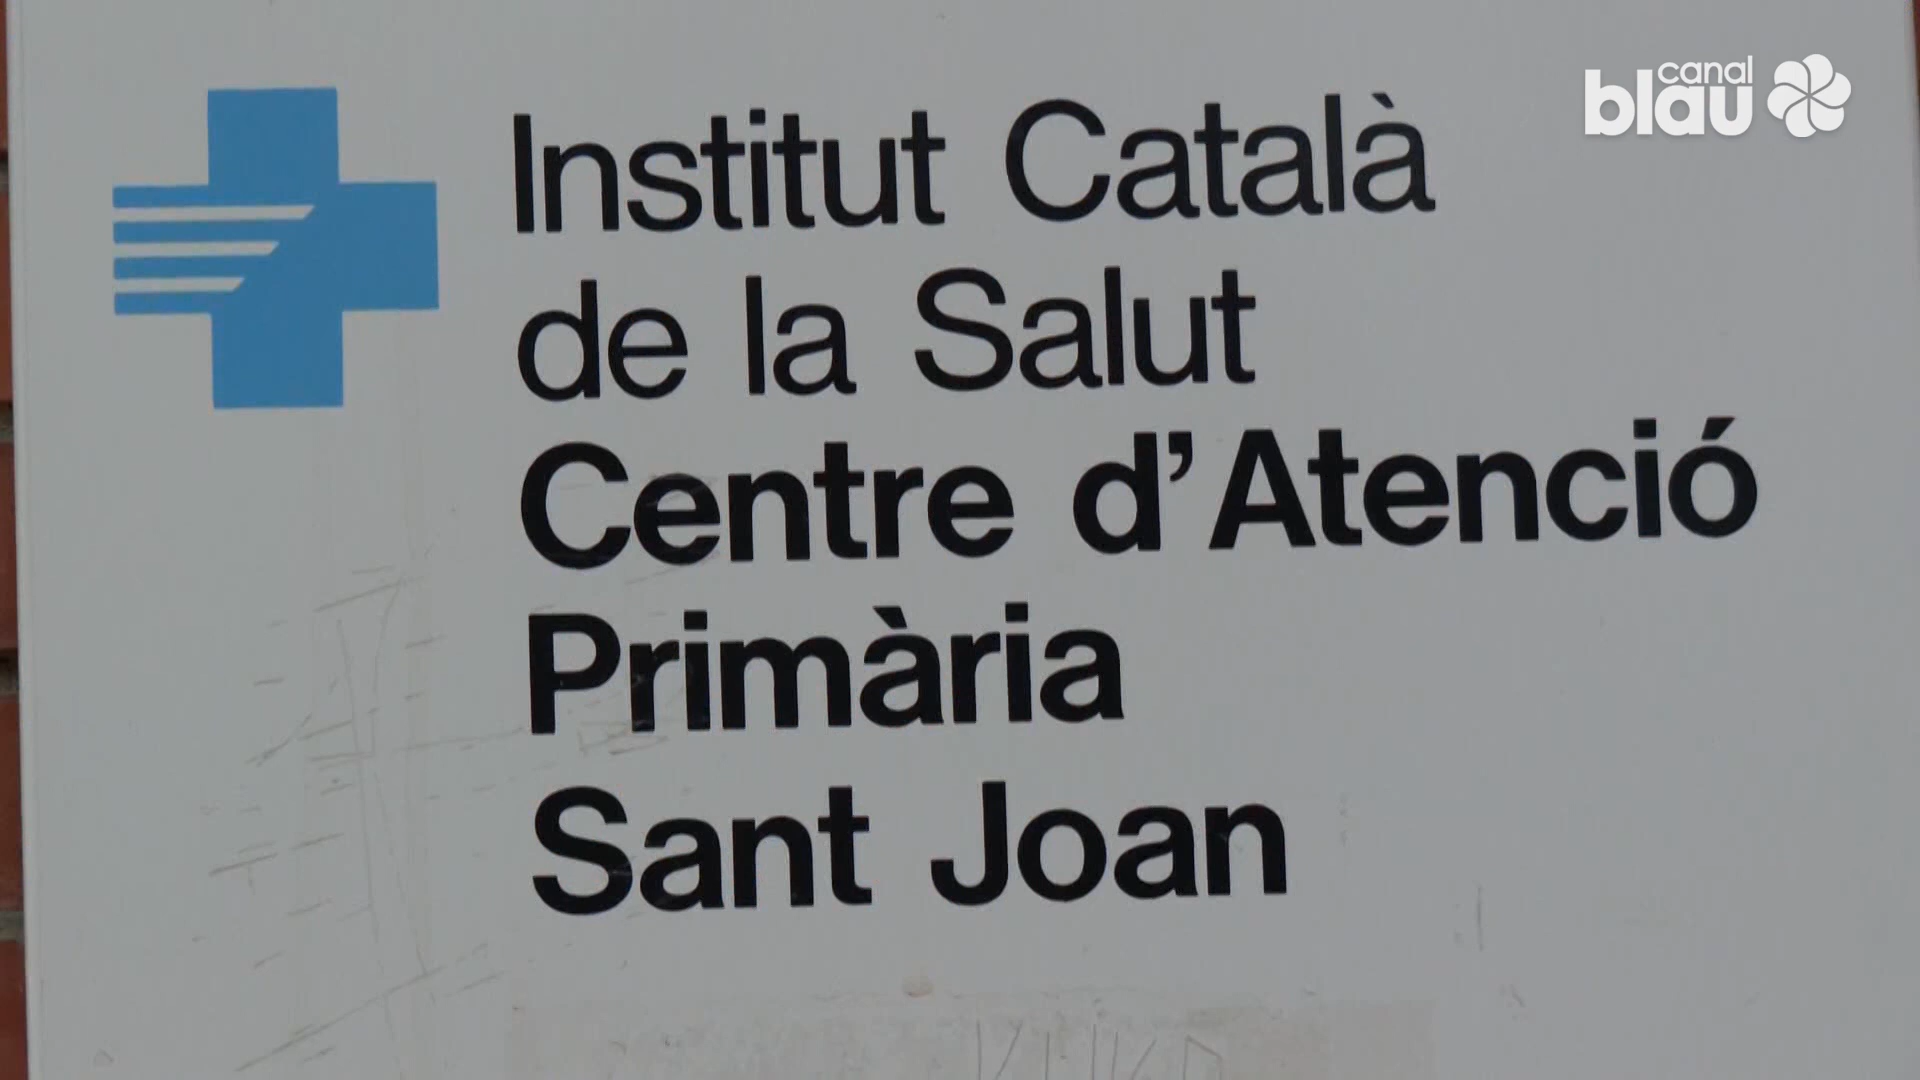 canal
blau
Institut Català
de la Salut
Centre d'Atenció
Primària
Sant Joan